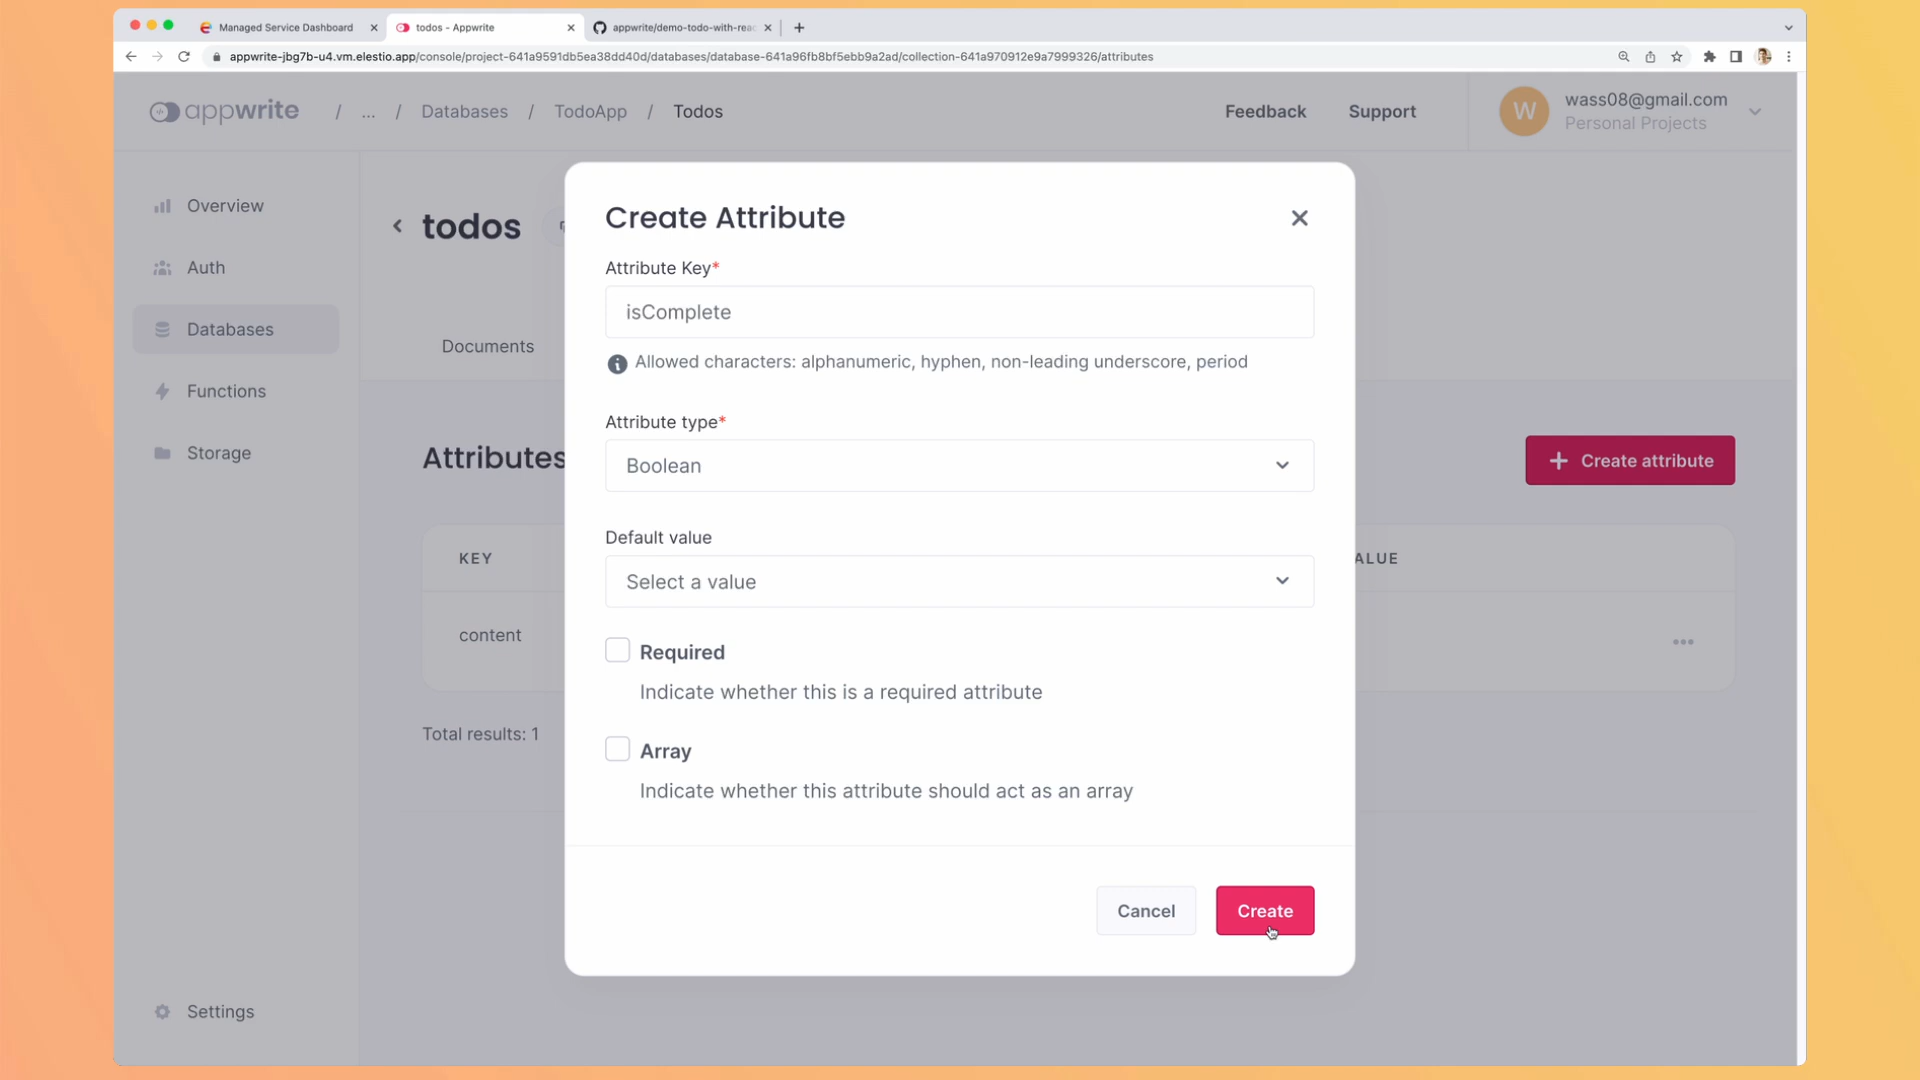 Managed Service Dashboard
todos - Appwrite
appwrite/demo-todo-with-reac
appwrite-jbg7b-u4.vm.elestio.app/console/project-641a9591db5ea38dd40d/databases/database-641a96fb8bf5ebb9a2ad/collection-641a970912e9a7999326/attributes
appwrite / ... / Databases / TodoApp / Todos
Feedback
Support
W
wass08@gmail.com
Personal Projects
Overview
Auth
Databases
Functions
Storage
Settings
todos
Documents
Attributes
Create attribute
KEY
ALUE
content
Total results: 1
Create Attribute
Attribute Key*
isComplete
Allowed characters: alphanumeric, hyphen, non-leading underscore, period
Attribute type*
Boolean
Default value
Select a value
Required
Indicate whether this is a required attribute
Array
Indicate whether this attribute should act as an array
Cancel
Create